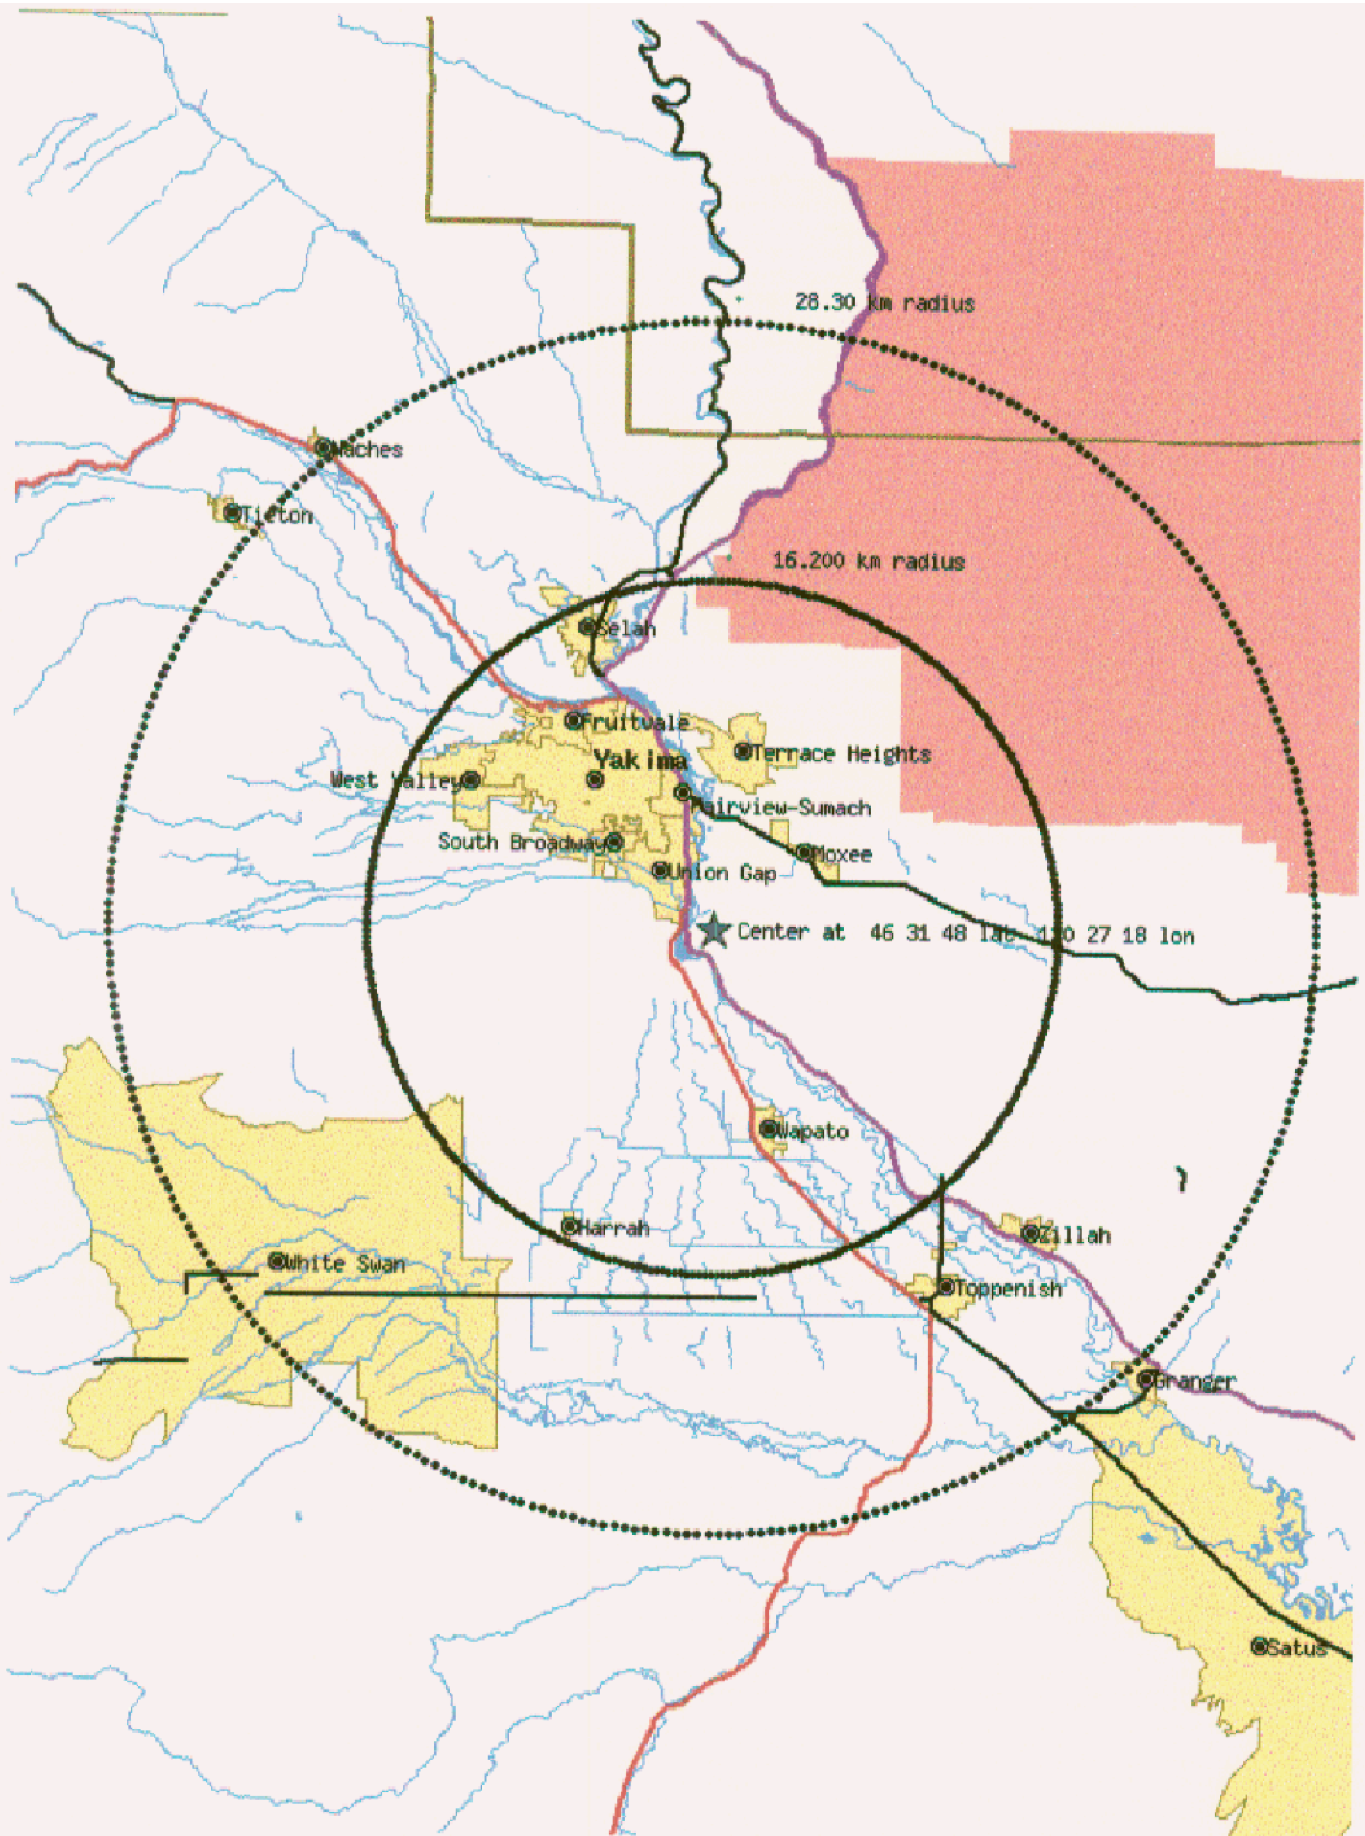 28.30 km radius
Naches
Tieton
16.200 km radius
Selah
Fruitvale
Terrace Heights
Yakima
West Valley
Fairview-Sumach
South Broadway
Moxee
Union Gap
Center at 46 31 48 lat 120 27 18 lon
Wapato
Harrah
Zillah
White Swan
Toppenish
Granger
Satus